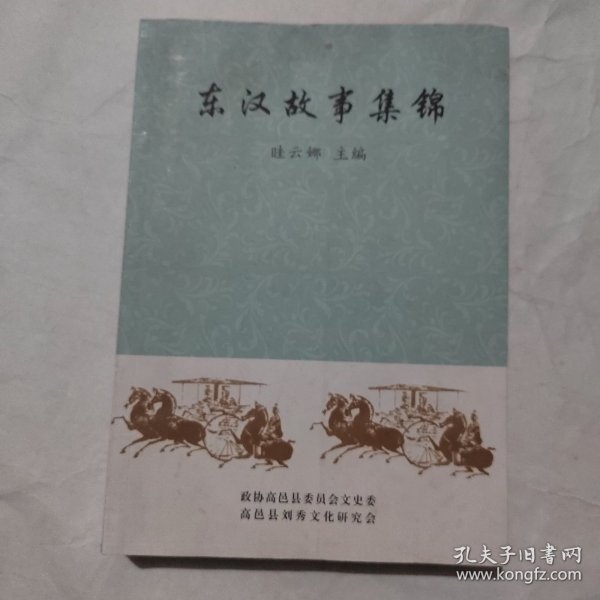 东汉故事集锦
眭云娜 主编
政协高邑县委员会文史委
高邑县刘秀文化研究会
孔夫子旧书网
www.kongfz.com